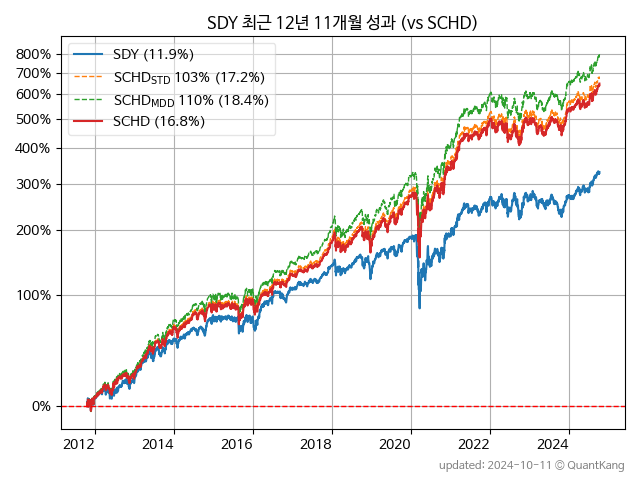 SDY 최근 12년 11개월 성과 (vs SCHD)
800%
700%
600%
500%
400%
300%
200%
100%
0%
SDY (11.9%)
SCHD_STD 103% (17.2%)
SCHD_MDD 110% (18.4%)
SCHD (16.8%)
2012 2014 2016 2018 2020 2022 2024
updated: 2024-10-11 © QuantKang